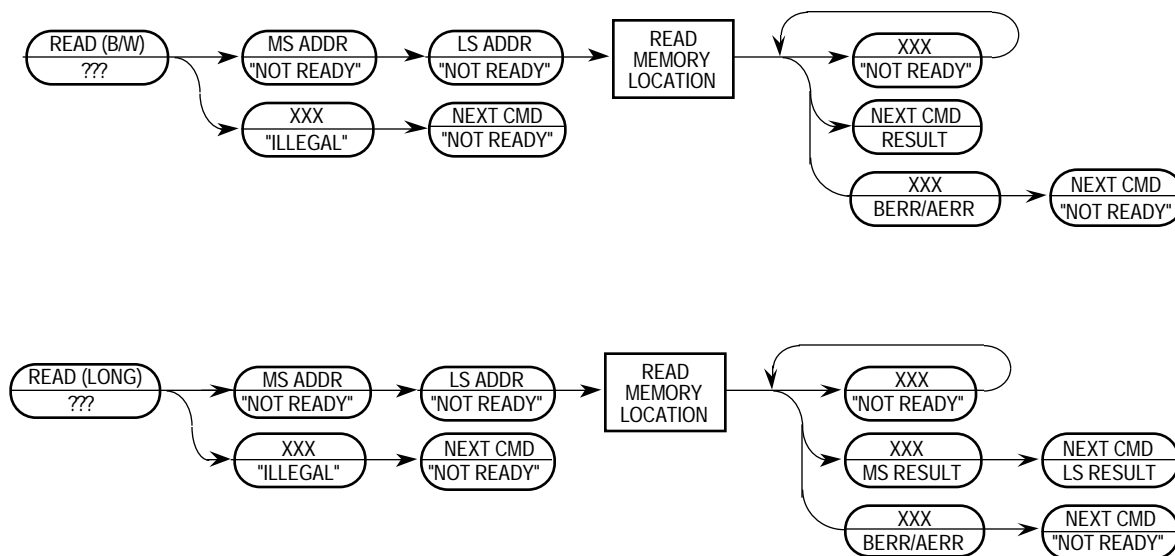 READ (B/W)
???
MS ADDR
"NOT READY"
LS ADDR
"NOT READY"
READ
MEMORY
LOCATION
XXX
"NOT READY"
XXX
"ILLEGAL"
NEXT CMD
"NOT READY"
NEXT CMD
RESULT
XXX
BERR/AERR
NEXT CMD
"NOT READY"
READ (LONG)
???
MS ADDR
"NOT READY"
LS ADDR
"NOT READY"
READ
MEMORY
LOCATION
XXX
"NOT READY"
XXX
"ILLEGAL"
NEXT CMD
"NOT READY"
XXX
MS RESULT
NEXT CMD
LS RESULT
XXX
BERR/AERR
NEXT CMD
"NOT READY"